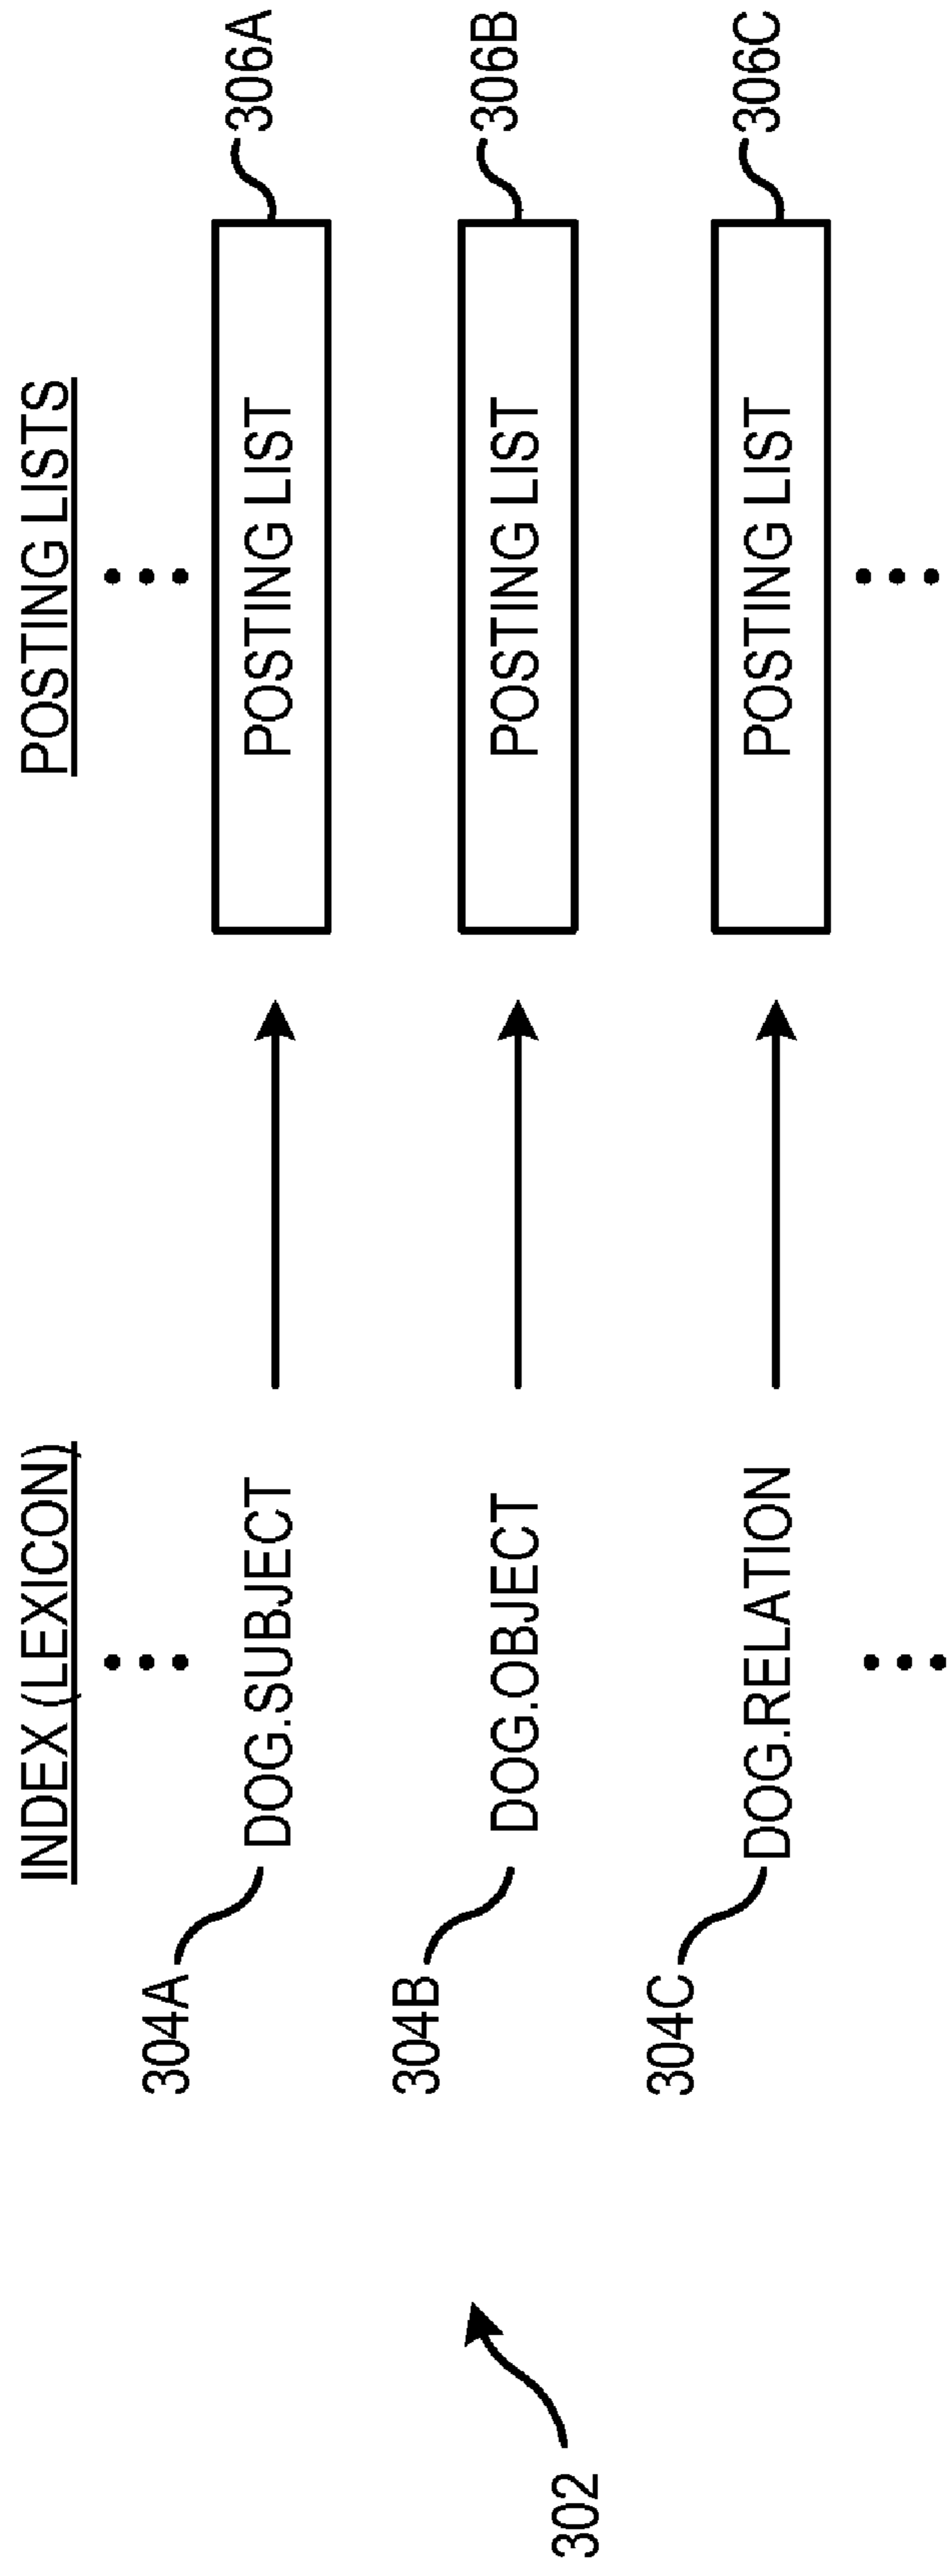 INDEX (LEXICON) POSTING LISTS
304A DOG.SUBJECT POSTING LIST 306A
304B DOG.OBJECT POSTING LIST 306B
304C DOG.RELATION POSTING LIST 306C
302